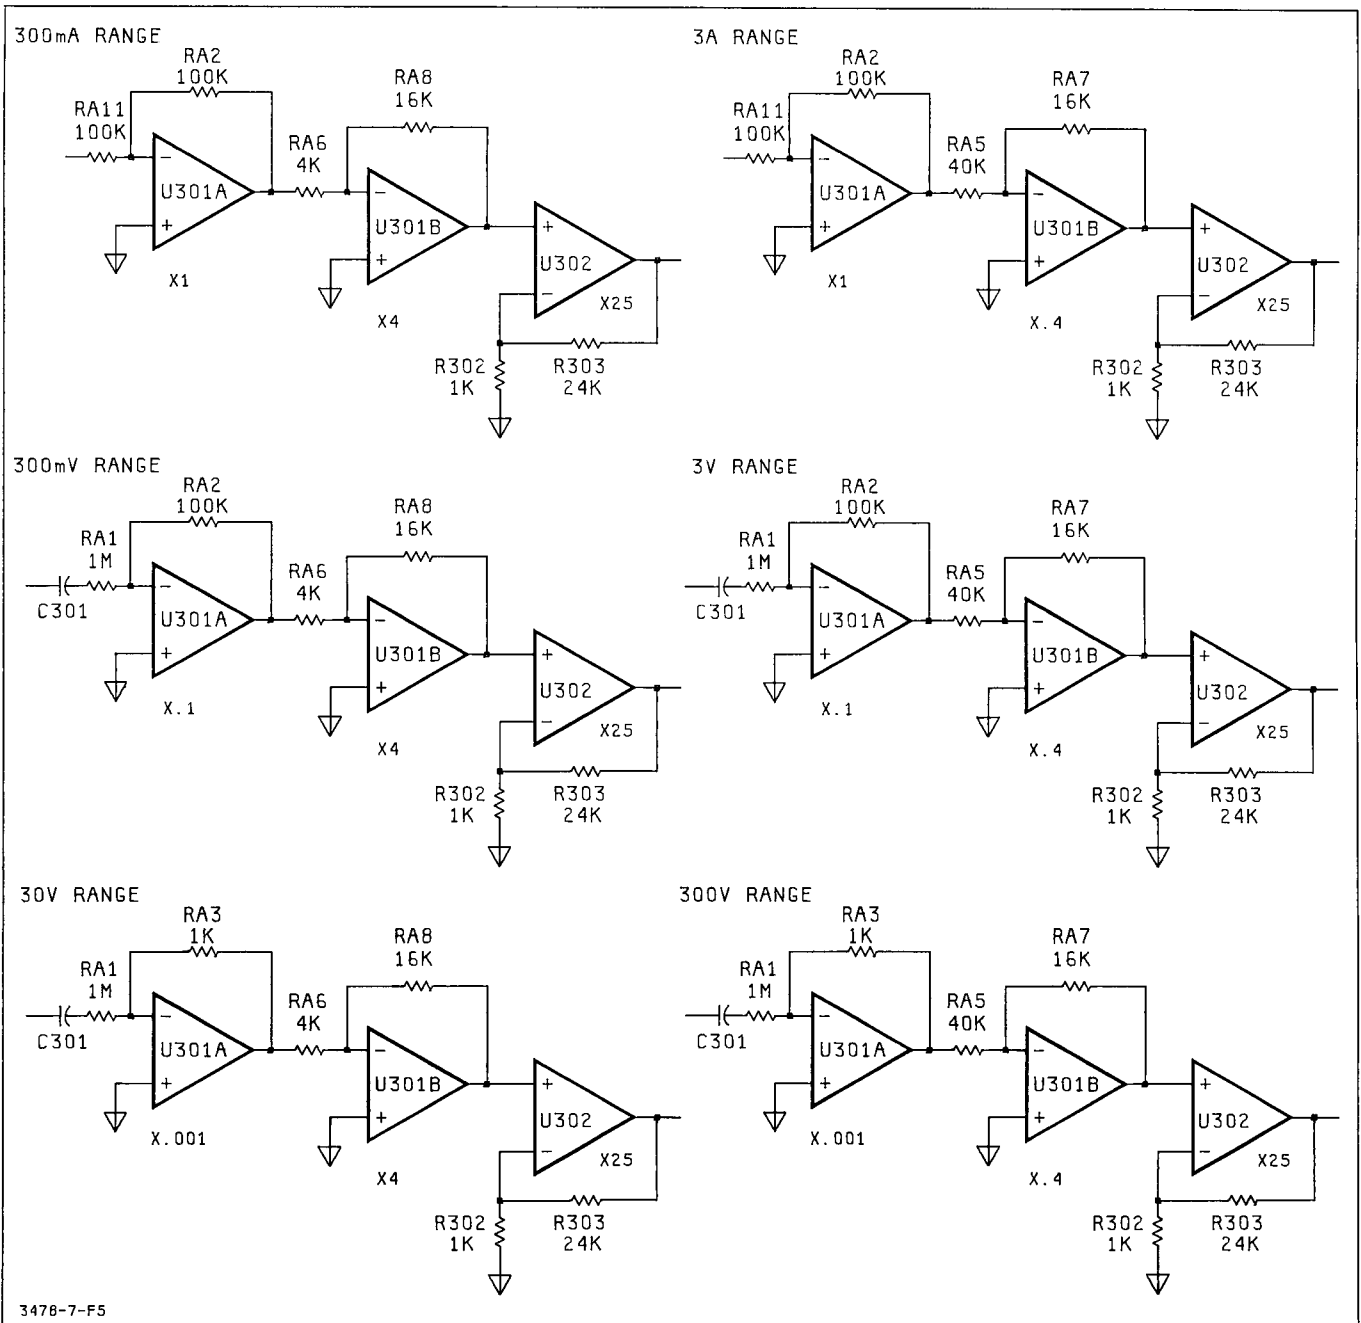 300mA RANGE
RA2
100K
RA8
16K
RA11
100K
RA6
4K
−
U301A
+
−
U301B
+
+
U302
−
X1
X4
X25
R302
1K
R303
24K
3A RANGE
RA2
100K
RA7
16K
RA11
100K
RA5
40K
−
U301A
+
−
U301B
+
+
U302
−
X1
X.4
X25
R302
1K
R303
24K
300mV RANGE
RA2
100K
RA8
16K
RA1
1M
C301
RA6
4K
−
U301A
+
−
U301B
+
+
U302
−
X.1
X4
X25
R302
1K
R303
24K
3V RANGE
RA2
100K
RA7
16K
RA1
1M
C301
RA5
40K
−
U301A
+
−
U301B
+
+
U302
−
X.1
X.4
X25
R302
1K
R303
24K
30V RANGE
RA3
1K
RA8
16K
RA1
1M
C301
RA6
4K
−
U301A
+
−
U301B
+
+
U302
−
X.001
X4
X25
R302
1K
R303
24K
300V RANGE
RA3
1K
RA7
16K
RA1
1M
C301
RA5
40K
−
U301A
+
−
U301B
+
+
U302
−
X.001
X.4
X25
R302
1K
R303
24K
3478-7-F5